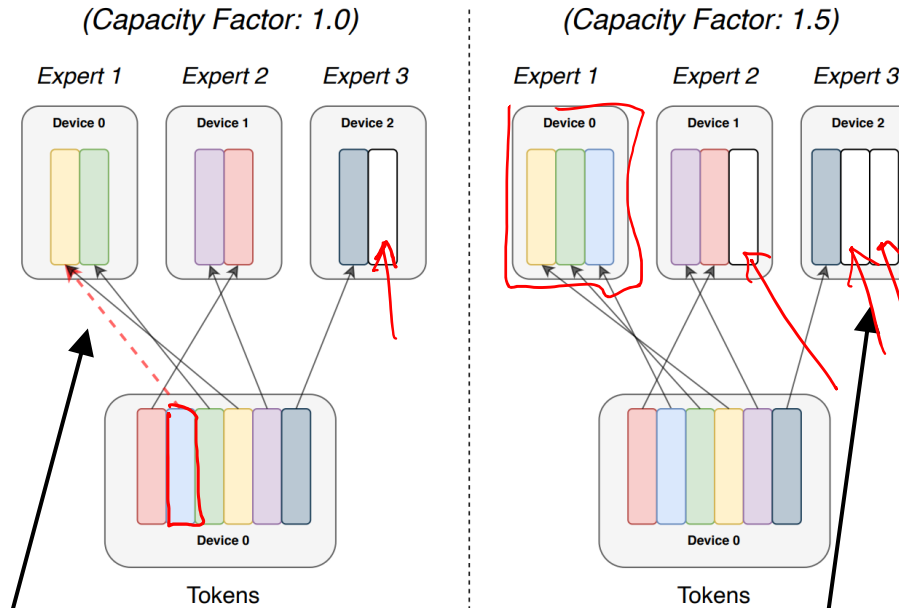 (Capacity Factor: 1.0)
(Capacity Factor: 1.5)
Expert 1
Expert 2
Expert 3
Expert 1
Expert 2
Expert 3
Device 0
Device 1
Device 2
Device 0
Device 1
Device 2
Device 0
Device 0
Tokens
Tokens